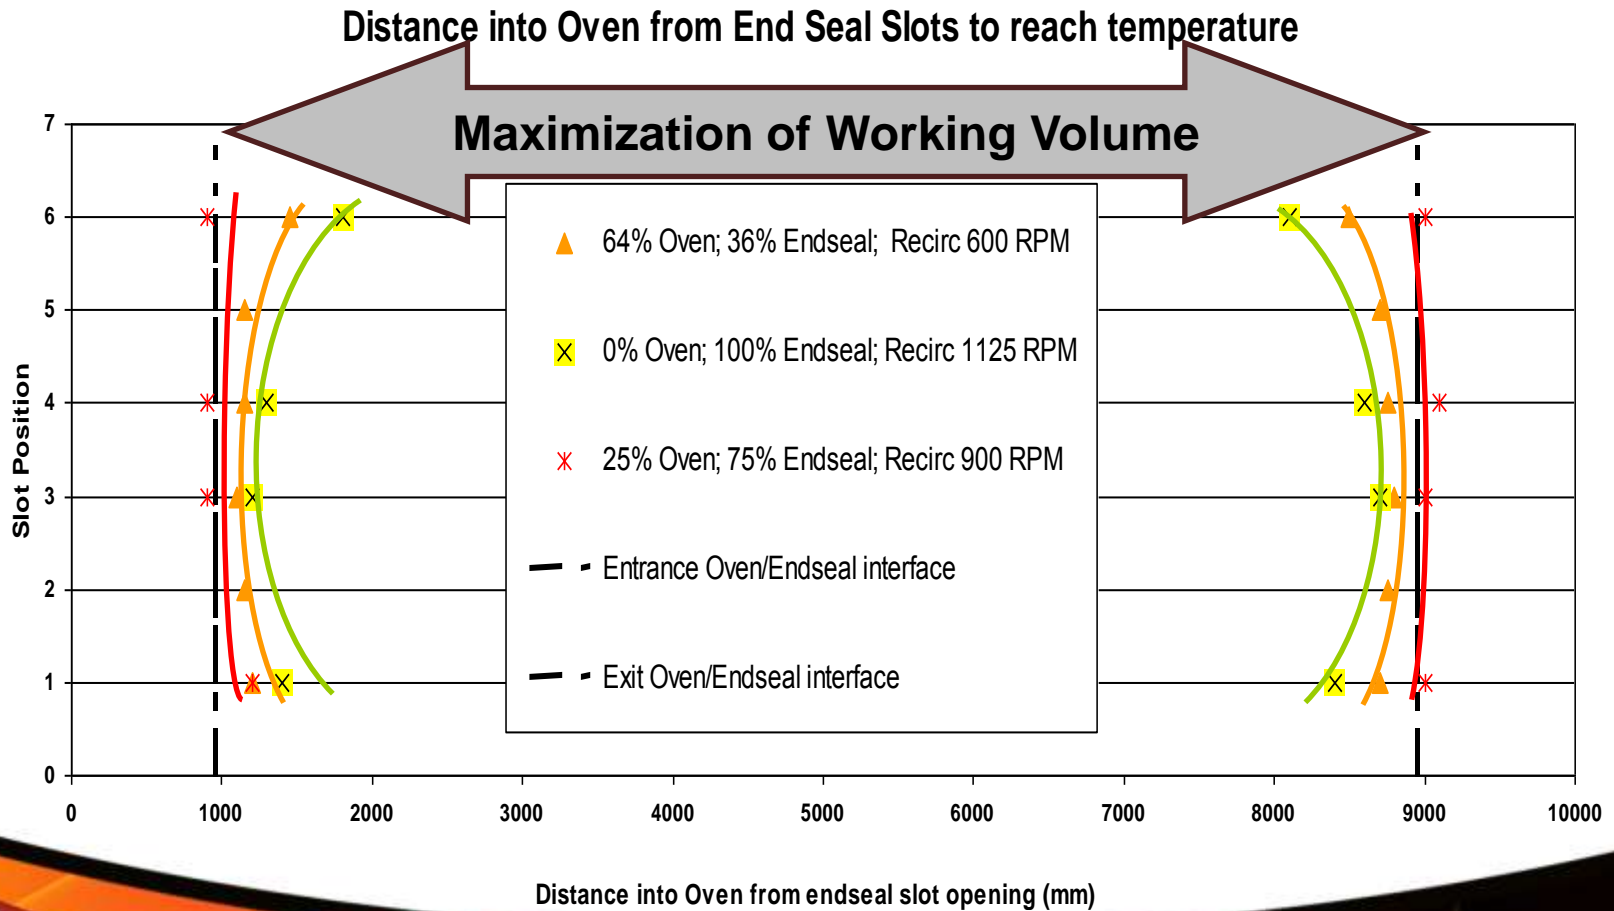 Distance into Oven from End Seal Slots to reach temperature
Maximization of Working Volume
7
6
5
4
3
2
1
0
Slot Position
64% Oven; 36% Endseal; Recirc 600 RPM
0% Oven; 100% Endseal; Recirc 1125 RPM
25% Oven; 75% Endseal; Recirc 900 RPM
Entrance Oven/Endseal interface
Exit Oven/Endseal interface
0 1000 2000 3000 4000 5000 6000 7000 8000 9000 10000
Distance into Oven from endseal slot opening (mm)